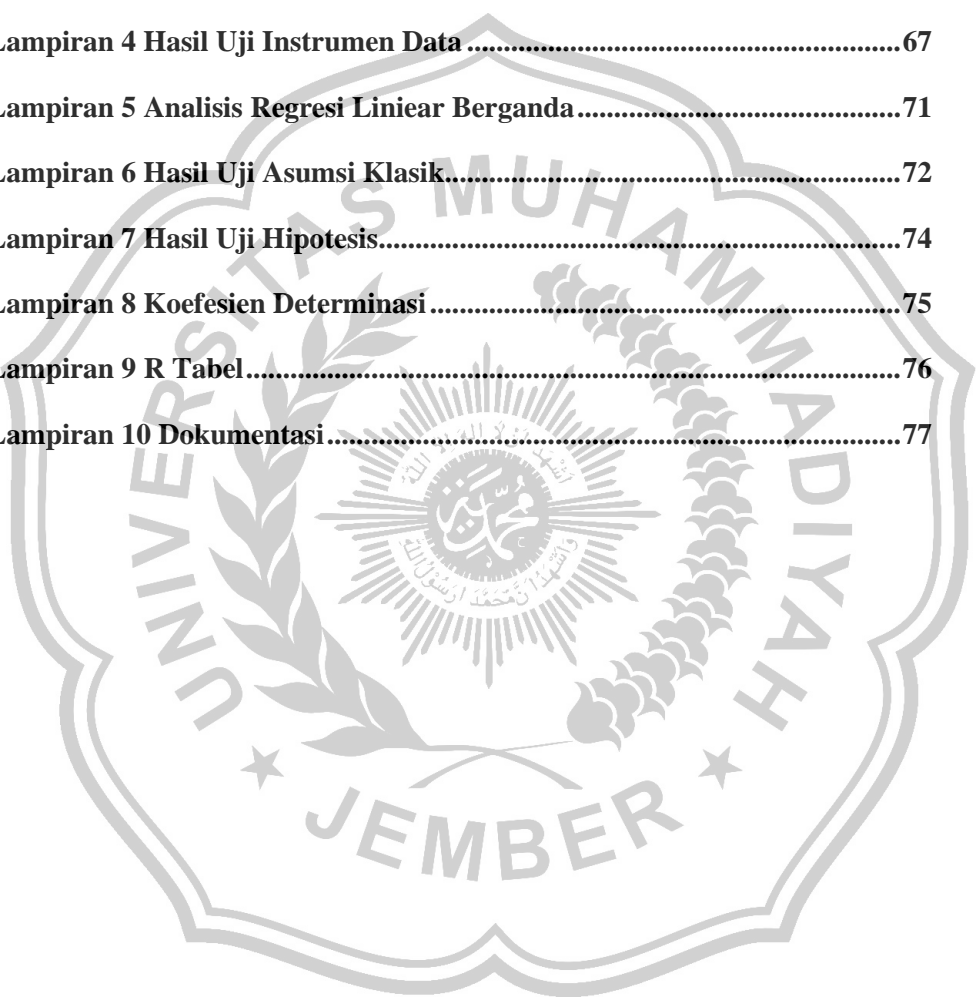 Lampiran 4 Hasil Uji Instrumen Data ........................................................... 67
Lampiran 5 Analisis Regresi Liniear Berganda ............................................ 71
Lampiran 6 Hasil Uji Asumsi Klasik.............................................................. 72
Lampiran 7 Hasil Uji Hipotesis....................................................................... 74
Lampiran 8 Koefesien Determinasi ................................................................ 75
Lampiran 9 R Tabel......................................................................................... 76
Lampiran 10 Dokumentasi .............................................................................. 77
UNIVERSITAS MUHAMMADIYAH
JEMBER